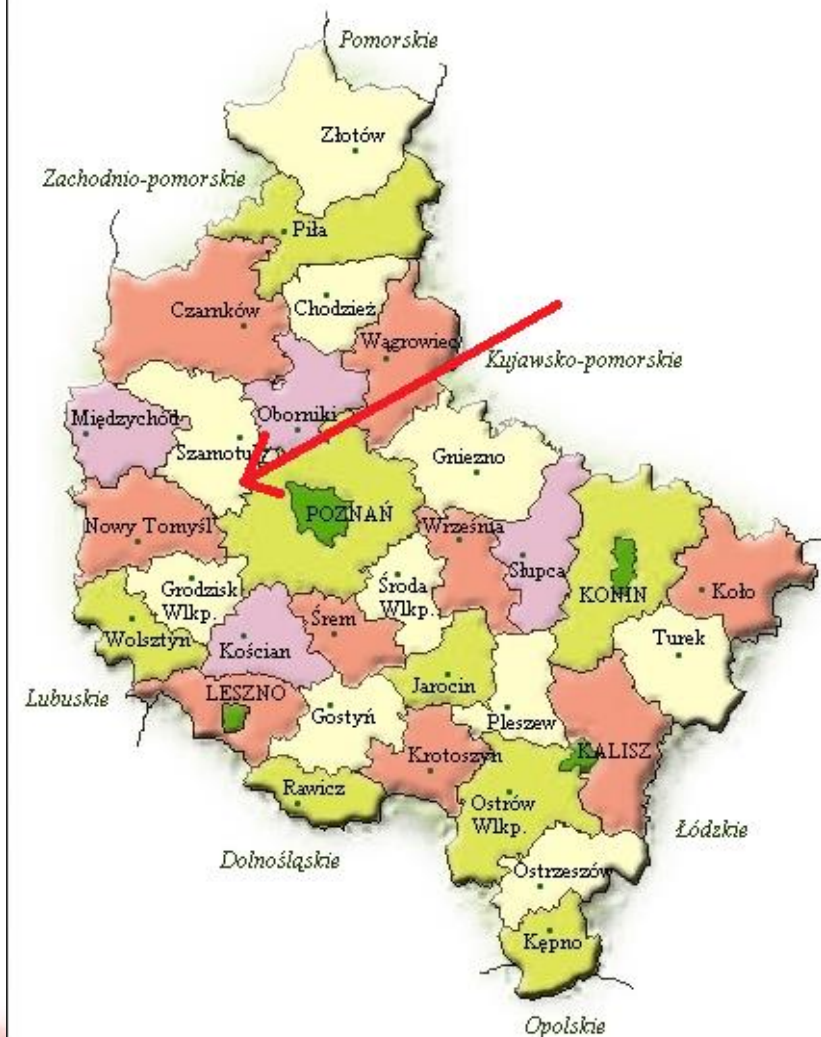 Pomorskie
Złotów
Zachodnio-pomorskie
Piła
Czarnków
Chodzież
Wągrowiec
Kujawsko-pomorskie
Międzychód
Oborniki
Gniezno
Nowy Tomyśl
POZNAŃ
Września
Słupca
KONIN
Koło
Grodzisk
Wlkp.
Środa
Wlkp.
Wolsztyn
Kościan
Śrem
Turek
Lubuskie
LESZNO
Gostyń
Jarocin
Pleszew
Krotoszyn
KALISZ
Rawicz
Ostrów
Wlkp.
Łódzkie
Dolnośląskie
Ostrzeszów
Kępno
Opolskie